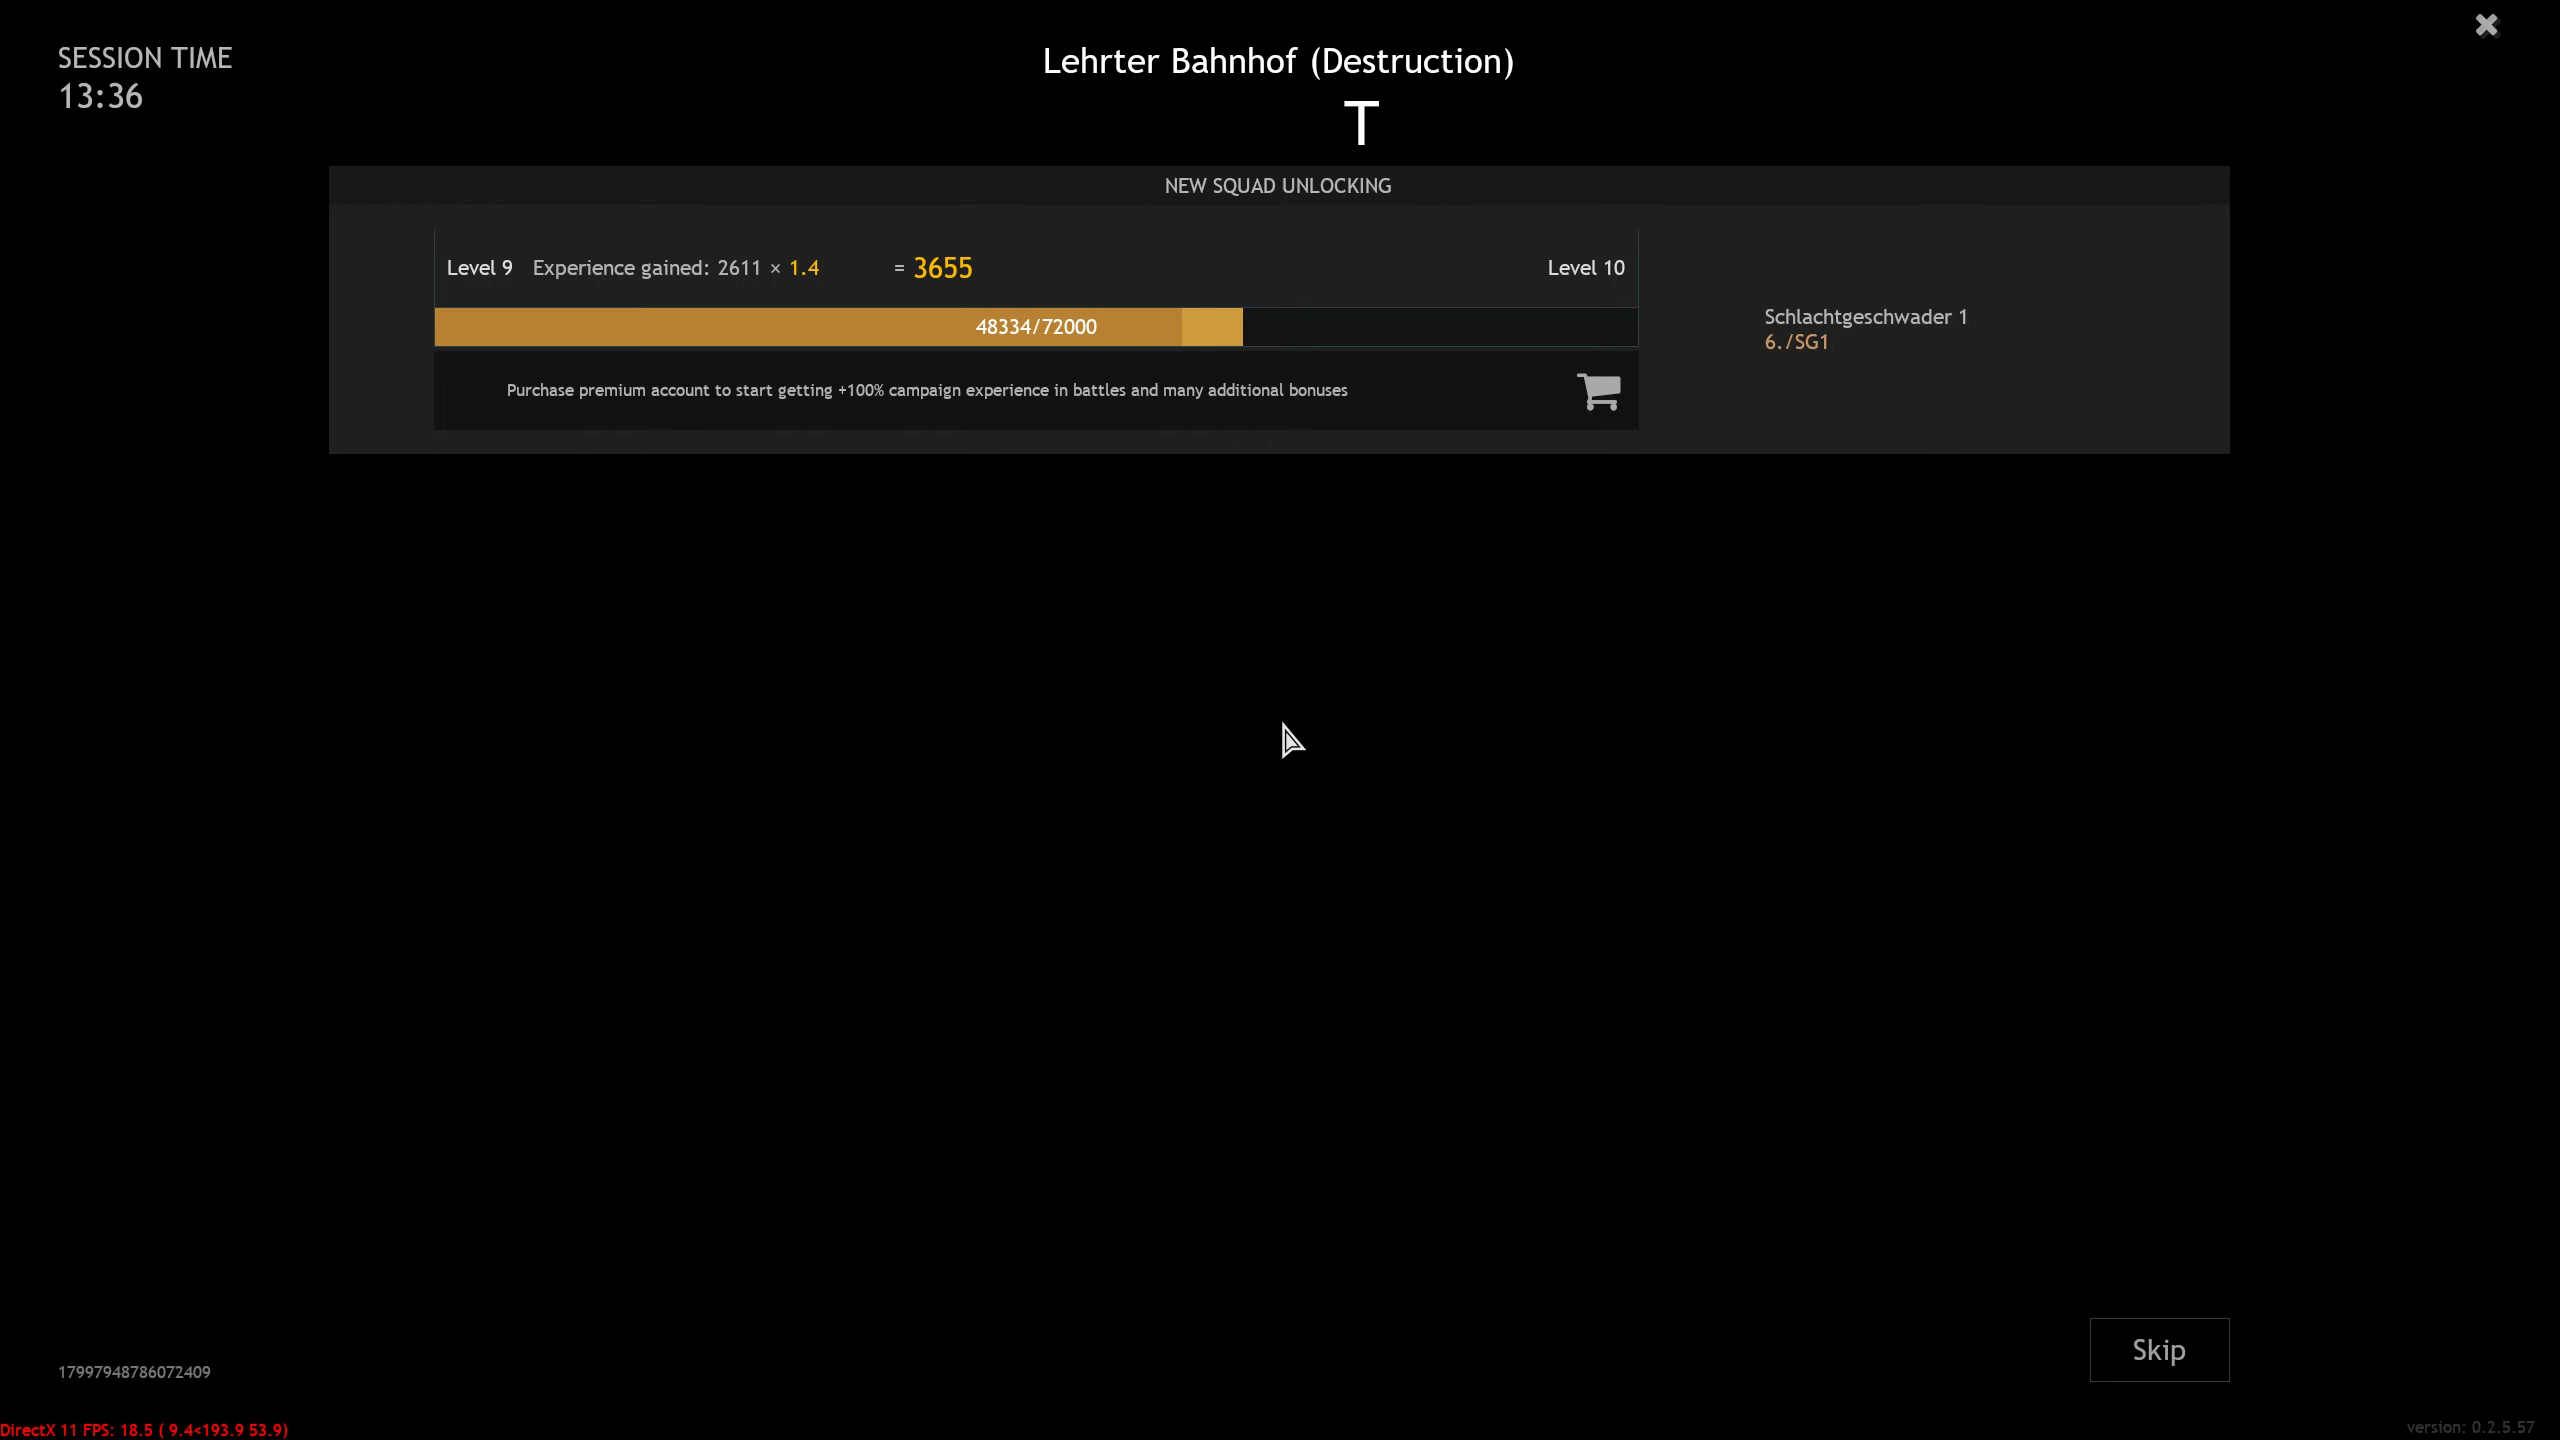 SESSION TIME
13:36
Lehrter Bahnhof (Destruction)
T
NEW SQUAD UNLOCKING
Level 9 Experience gained: 2611 × 1.4 = 3655
Level 10
48334/72000
Schlachtgeschwader 1
6./SG1
Purchase premium account to start getting +100% campaign experience in battles and many additional bonuses
Skip
17997948786072409
DirectX 11 FPS: 18.5 ( 9.4<193.9 53.9)
version: 0.2.5.57